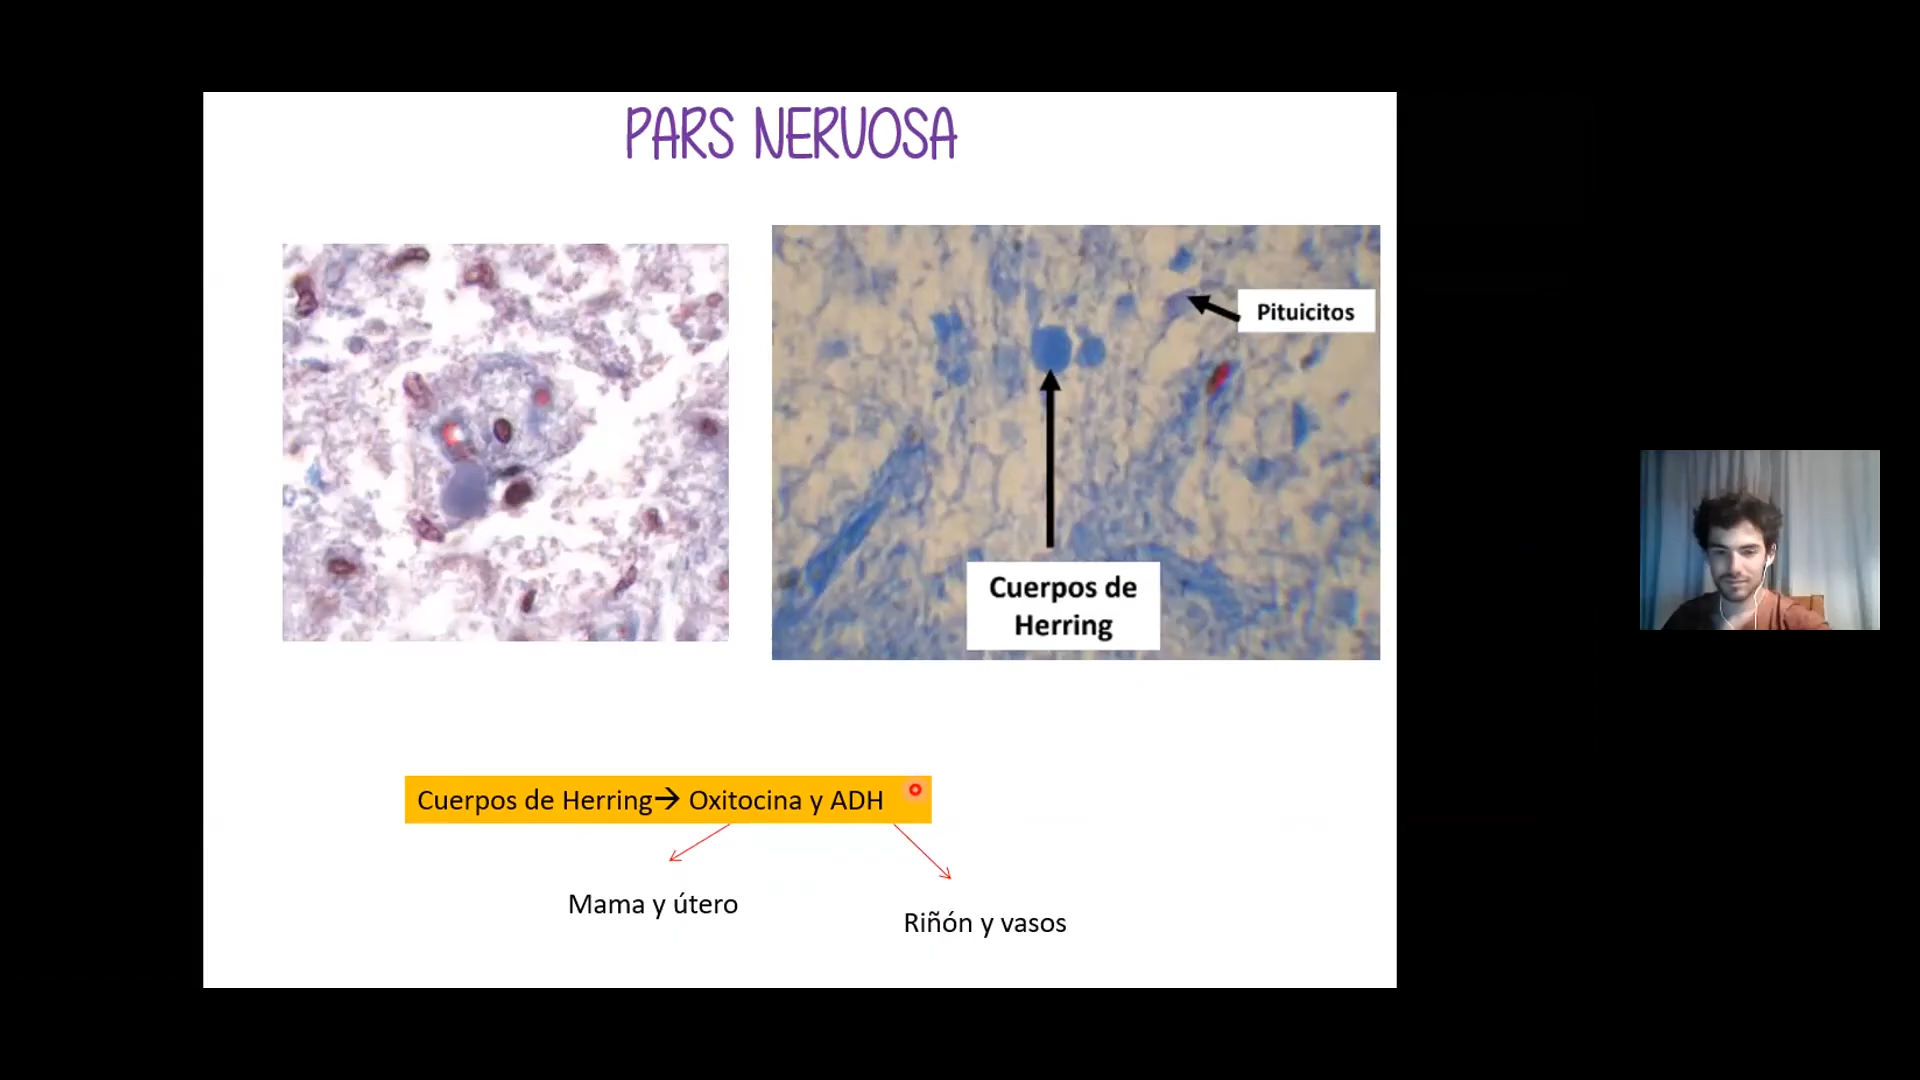 PARS NERVOSA
Pituicitos
Cuerpos de
Herring
Cuerpos de Herring→ Oxitocina y ADH
Mama y útero
Riñón y vasos